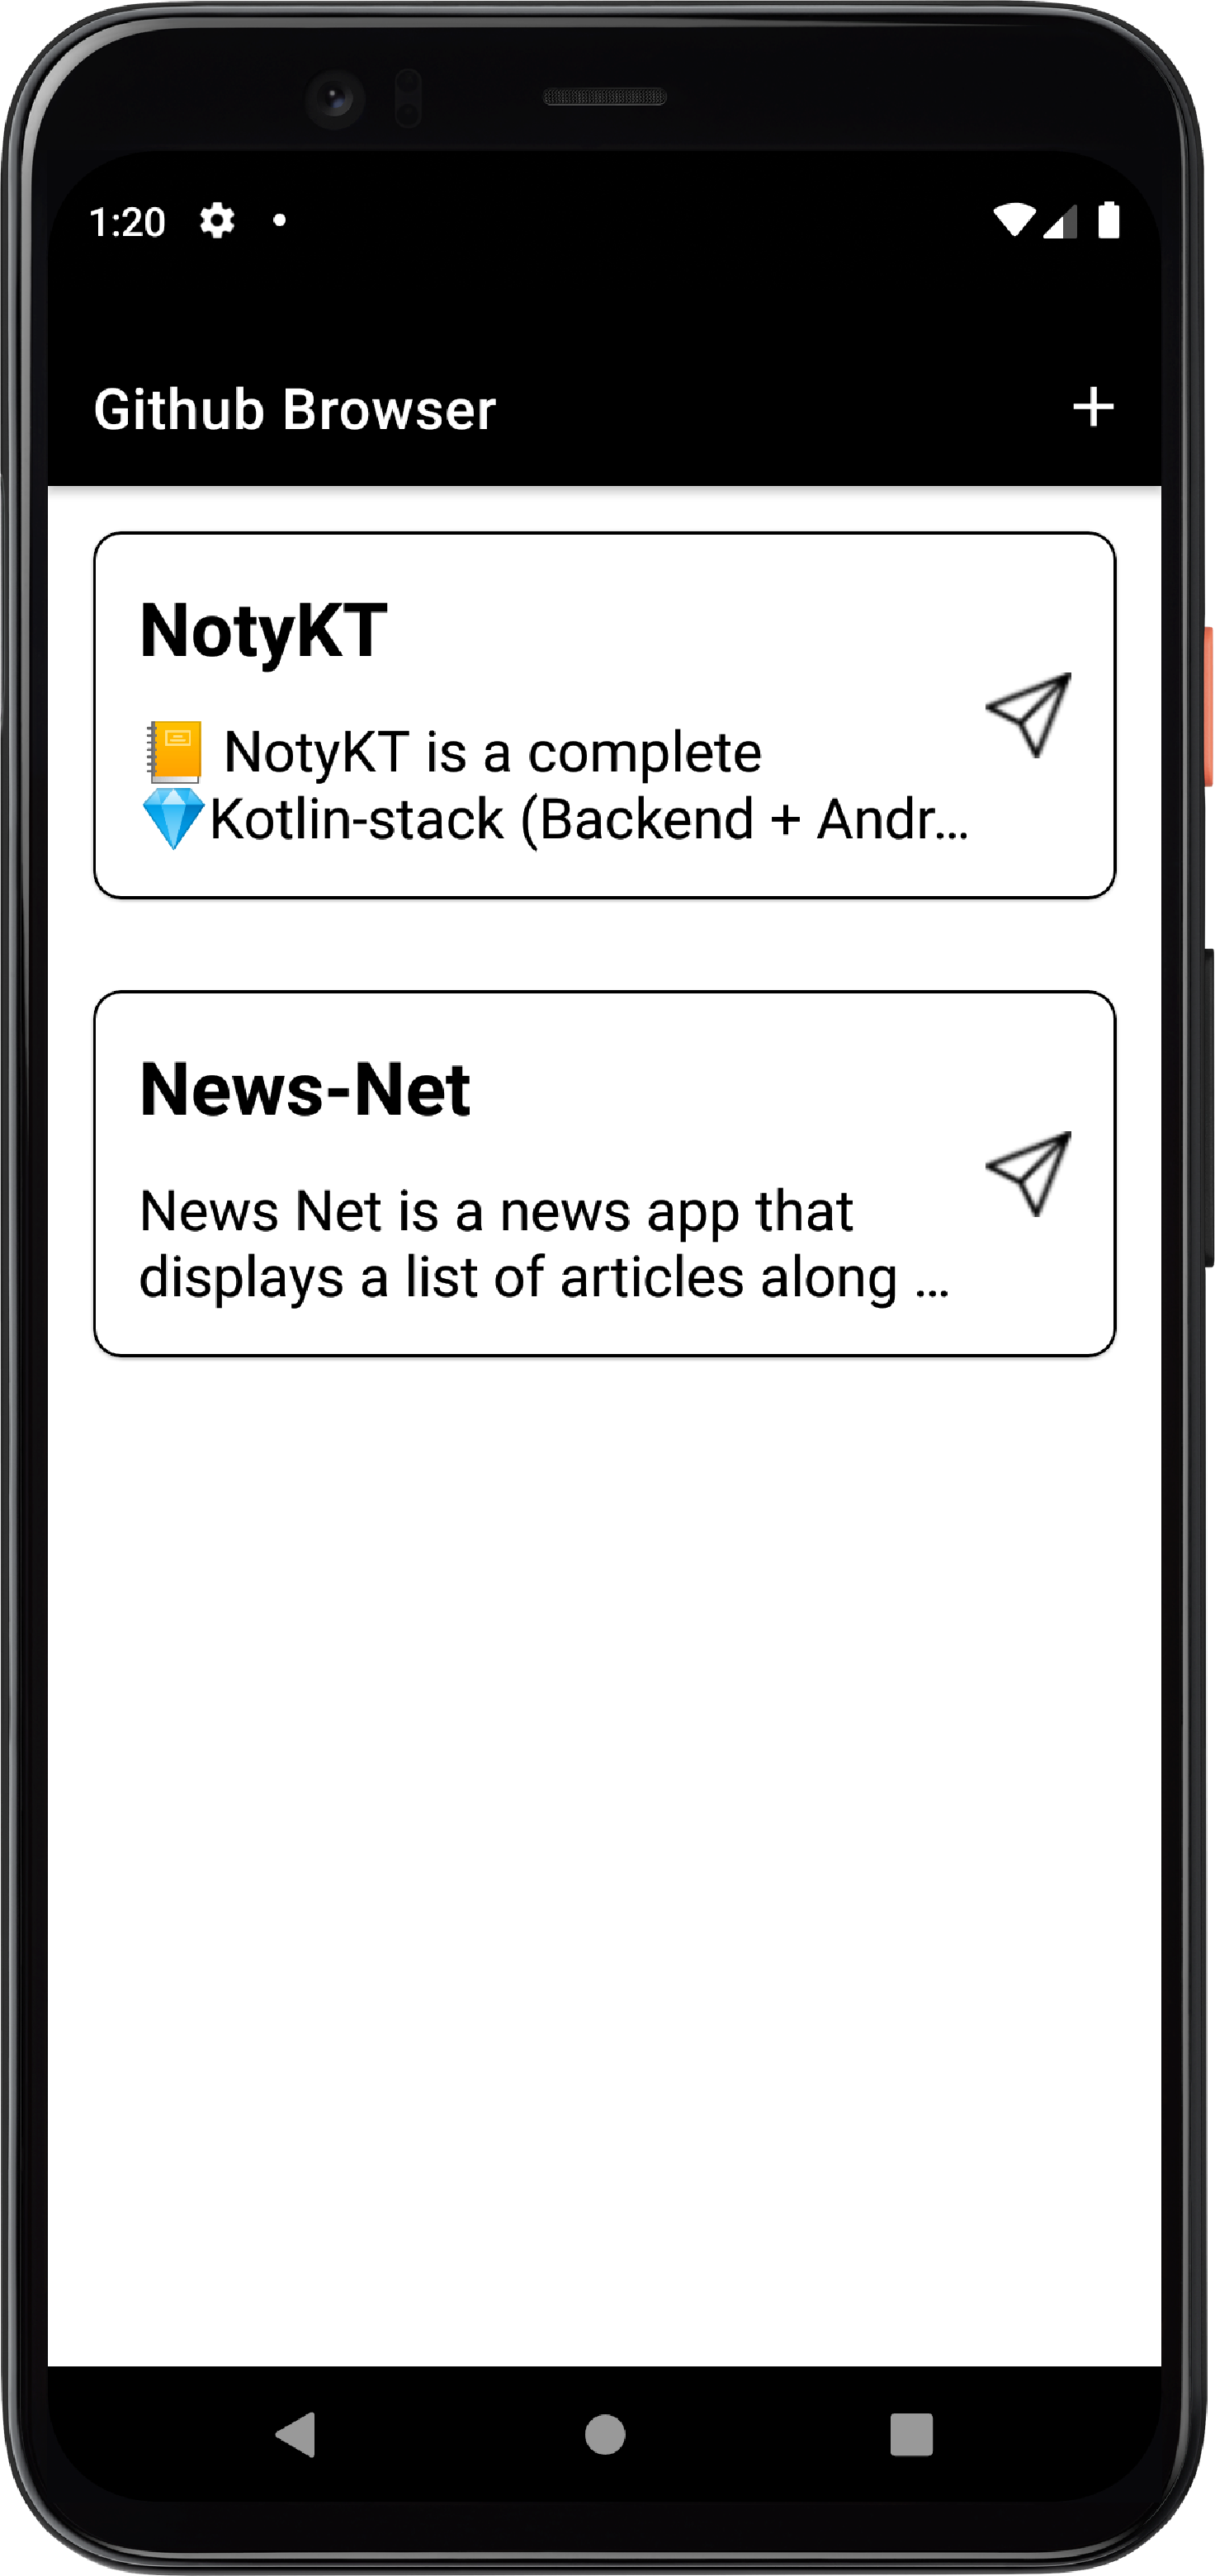 1:20
Github Browser
NotyKT
📒 NotyKT is a complete
💎Kotlin-stack (Backend + Andr...
News-Net
News Net is a news app that
displays a list of articles along ...